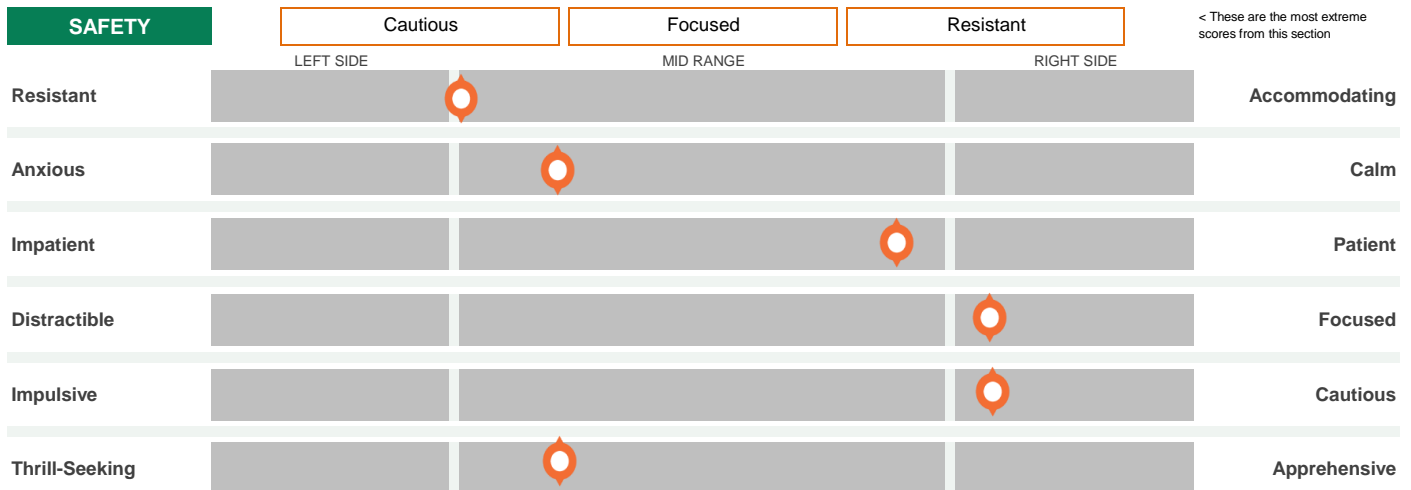 SAFETY
Cautious
Focused
Resistant
< These are the most extreme
scores from this section
LEFT SIDE
MID RANGE
RIGHT SIDE
Resistant
Accommodating
Anxious
Calm
Impatient
Patient
Distractible
Focused
Impulsive
Cautious
Thrill-Seeking
Apprehensive